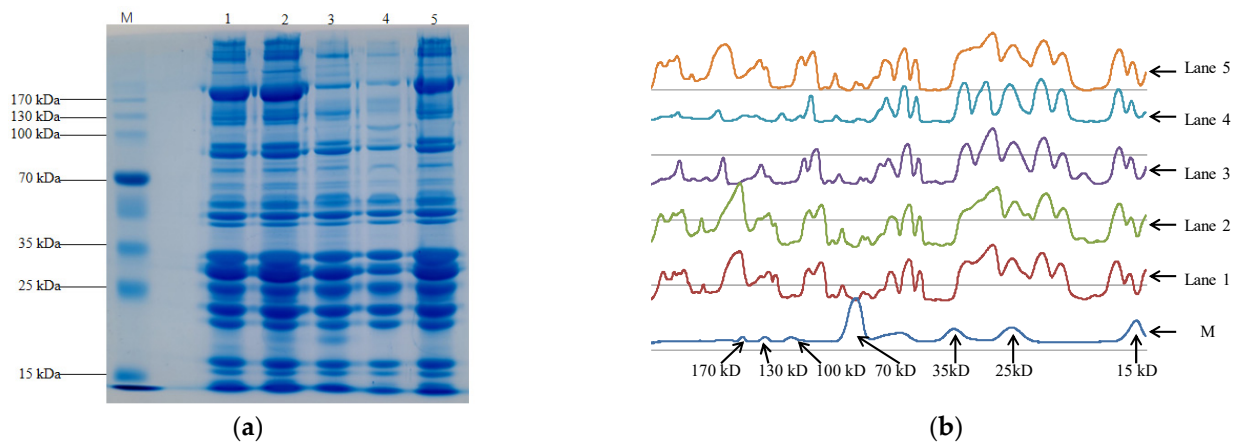 M 1 2 3 4 5
170 kDa
130 kDa
100 kDa
70 kDa
35 kDa
25 kDa
15 kDa
(a)
Lane 5
Lane 4
Lane 3
Lane 2
Lane 1
M
170 kD 130 kD 100 kD 70 kD 35kD 25kD 15 kD
(b)